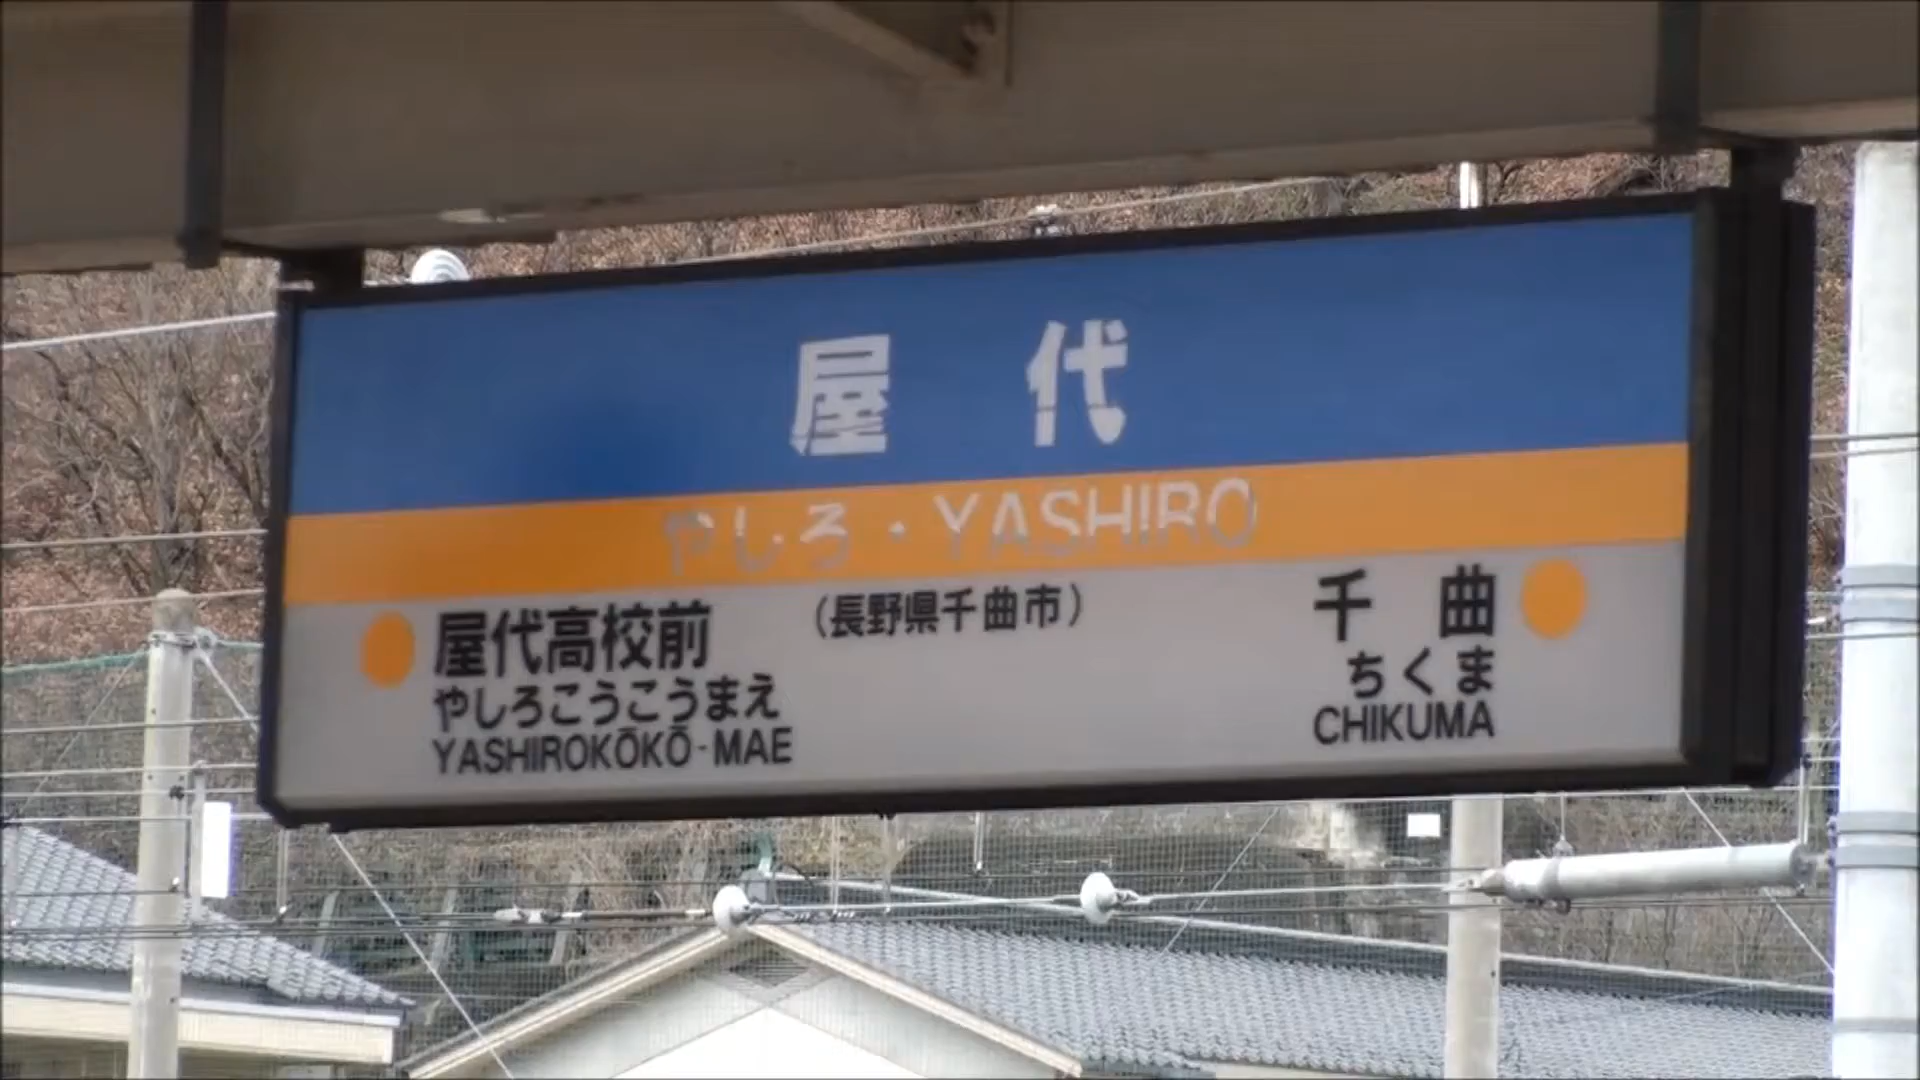 屋代
やしろ・YASHIRO
(長野県千曲市)
屋代高校前
やしろこうこうまえ
YASHIROKŌKŌ-MAE
千曲
ちくま
CHIKUMA